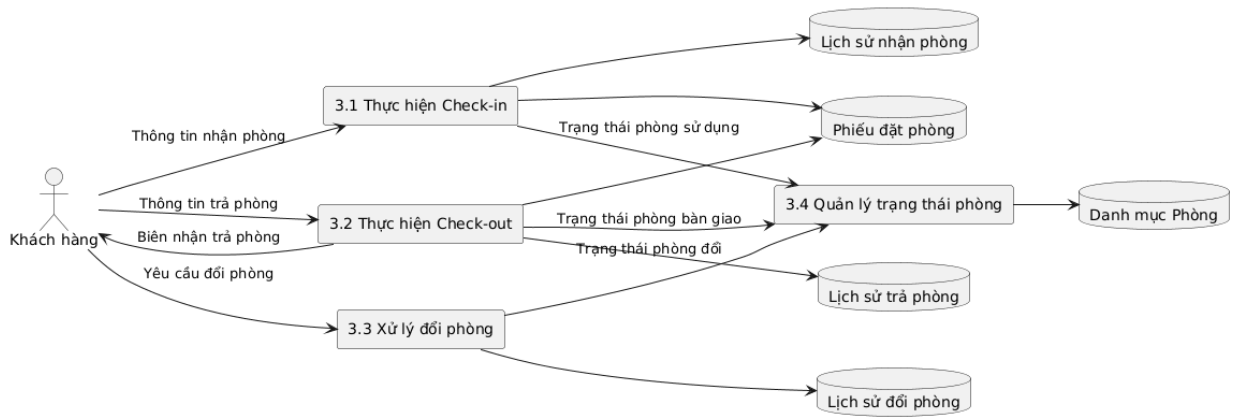 Lịch sử nhận phòng
3.1 Thực hiện Check-in
Phiếu đặt phòng
Trạng thái phòng sử dụng
Thông tin nhận phòng
3.4 Quản lý trạng thái phòng
Danh mục Phòng
Thông tin trả phòng
3.2 Thực hiện Check-out
Trạng thái phòng bàn giao
Khách hàng
Biên nhận trả phòng
Trạng thái phòng đổi
Yêu cầu đổi phòng
Lịch sử trả phòng
3.3 Xử lý đổi phòng
Lịch sử đổi phòng